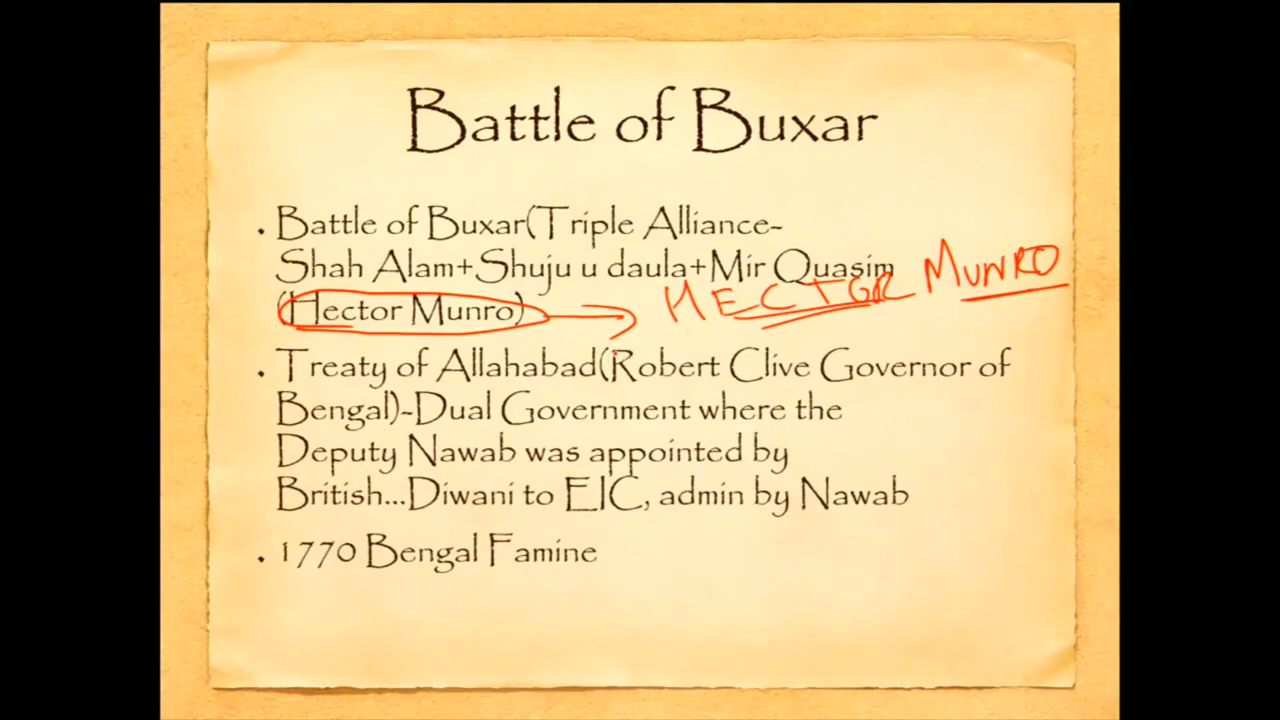 Battle of Buxar
. Battle of Buxar(Triple Alliance-
Shah Alam+Shuju u daula+Mir Quasim
(Hector Munro)
HECTOR MUNRO
. Treaty of Allahabad(Robert Clive Governor of
Bengal)-Dual Government where the
Deputy Nawab was appointed by
British...Diwani to EIC, admin by Nawab
. 1770 Bengal Famine